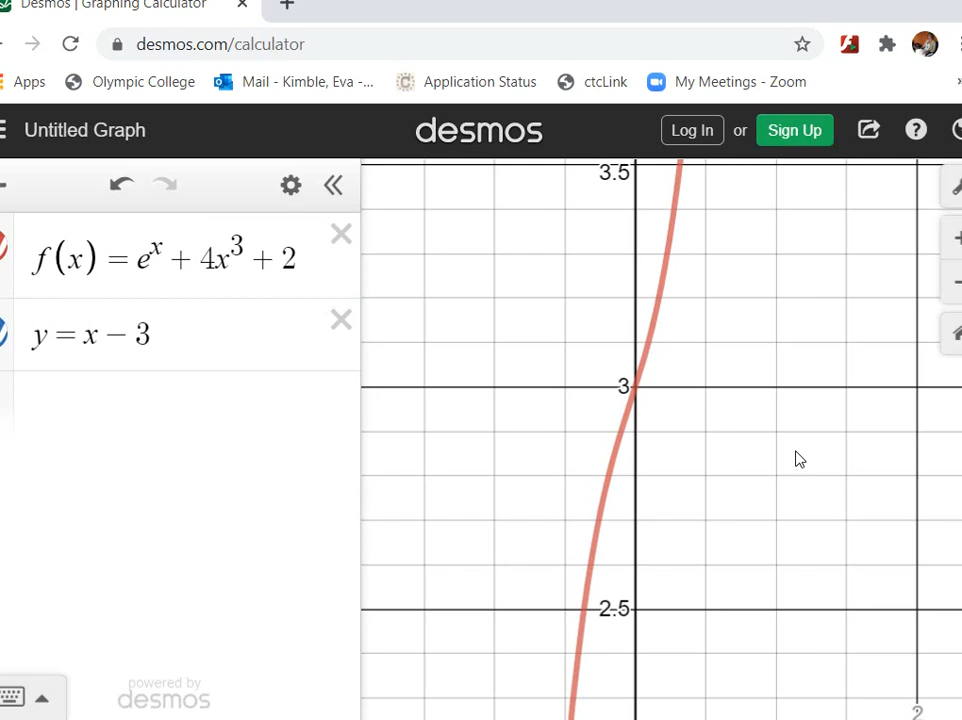 Desmos | Graphing Calculator
desmos.com/calculator
Apps Olympic College Mail - Kimble, Eva -... Application Status ctcLink My Meetings - Zoom »
Untitled Graph desmos Log In or Sign Up
f(x) = e^x + 4x^3 + 2
y = x − 3
3.5
3
2.5
2
powered by
desmos